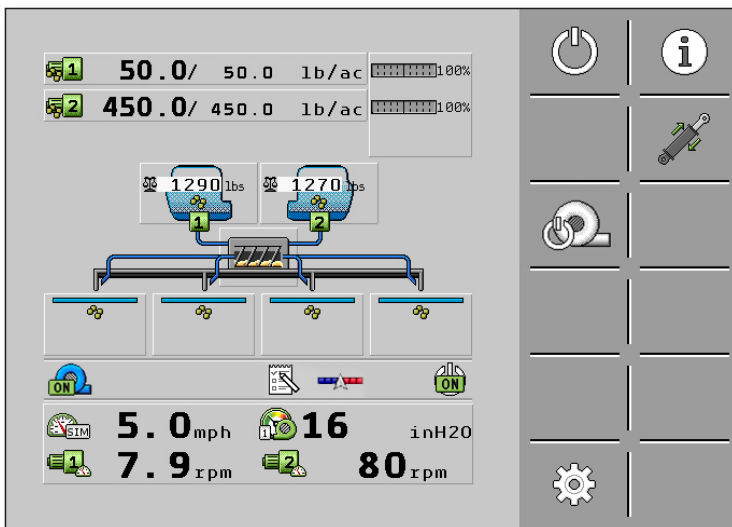 1 50.0/ 50.0 lb/ac 100%
2 450.0/ 450.0 lb/ac 100%
1290 lbs 1270 lbs
1 2
ON ON
SIM 5.0 mph 1 16 inH2O
1 7.9 rpm 2 80 rpm